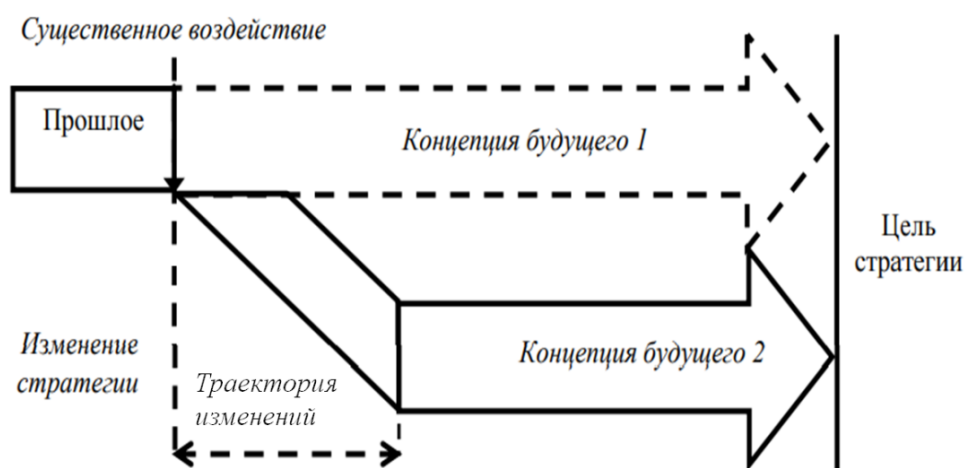 Существенное воздействие
Прошлое
Концепция будущего 1
Цель
стратегии
Изменение
стратегии
Траектория
изменений
Концепция будущего 2